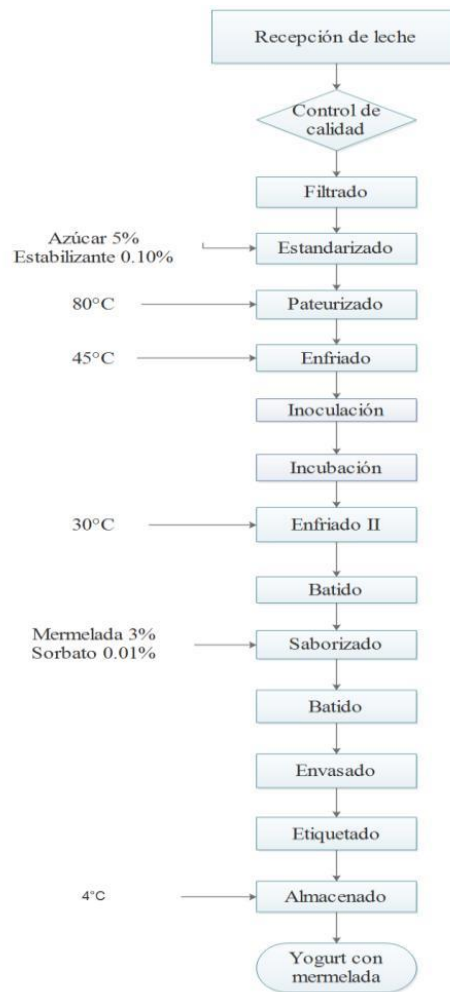 Recepción de leche
Control de
calidad
Filtrado
Azúcar 5%
Estabilizante 0.10%
Estandarizado
80°C
Pateurizado
45°C
Enfriado
Inoculación
Incubación
30°C
Enfriado II
Batido
Mermelada 3%
Sorbato 0.01%
Saborizado
Batido
Envasado
Etiquetado
4°C
Almacenado
Yogurt con
mermelada